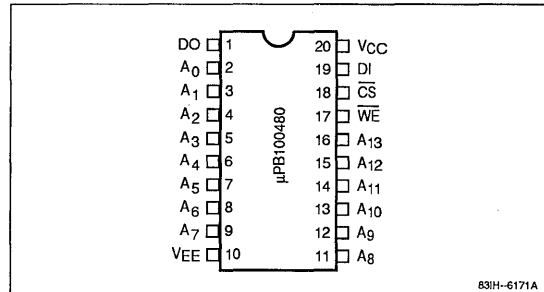 DO 1 20 VCC
A0 2 19 DI
A1 3 18 CS
A2 4 17 WE
A3 5 16 A13
A4 6 15 A12
A5 7 14 A11
A6 8 13 A10
A7 9 12 A9
VEE 10 11 A8
µPB100480
83IH--6171A